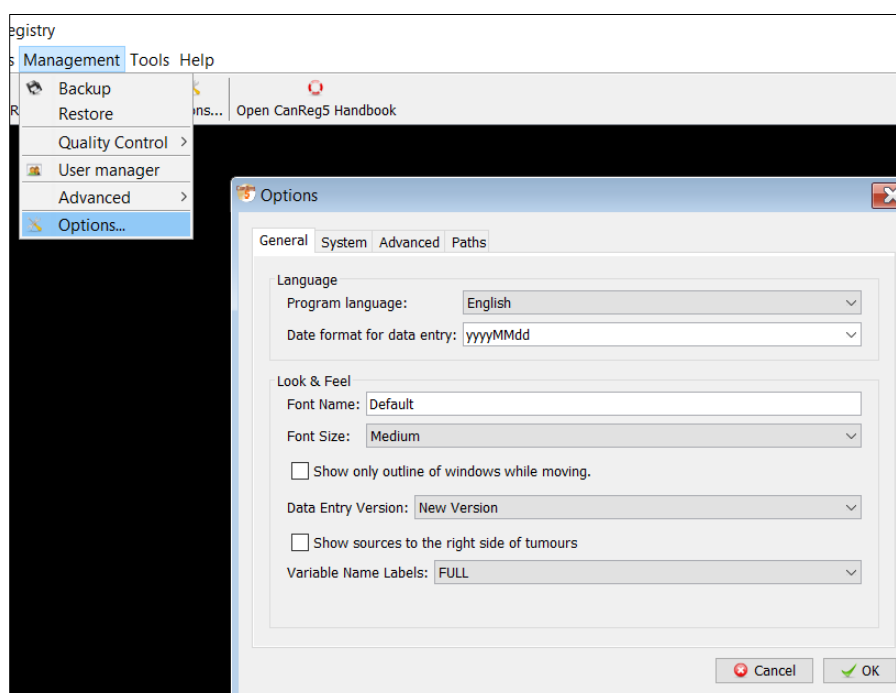 egistry
s Management Tools Help
Backup
Restore
R
ons...
Open CanReg5 Handbook
Quality Control
User manager
Advanced
Options...
Options
General System Advanced Paths
Language
Program language: English
Date format for data entry: yyyyMMdd
Look & Feel
Font Name: Default
Font Size: Medium
Show only outline of windows while moving.
Data Entry Version: New Version
Show sources to the right side of tumours
Variable Name Labels: FULL
Cancel OK